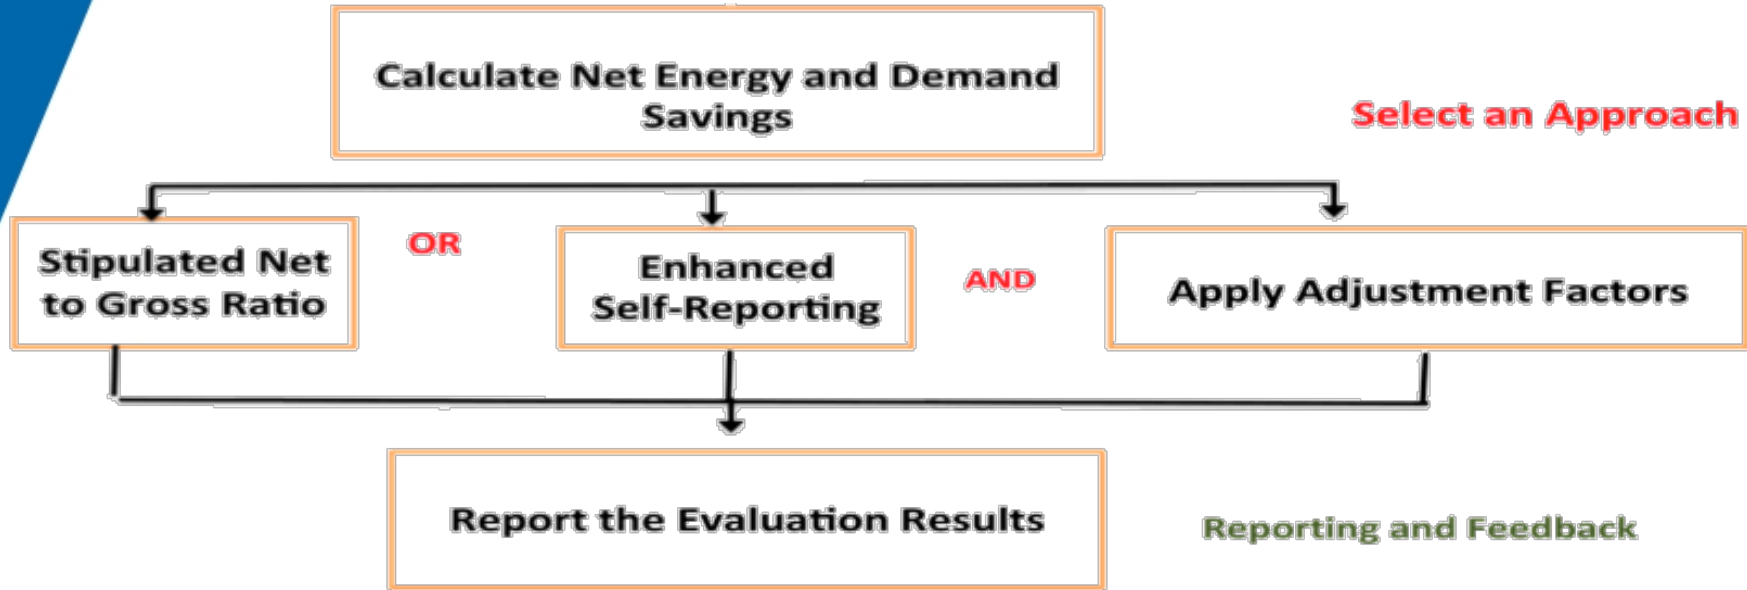 Calculate Net Energy and Demand
Savings
Select an Approach
Stipulated Net
to Gross Ratio
OR
Enhanced
Self-Reporting
AND
Apply Adjustment Factors
Report the Evaluation Results
Reporting and Feedback